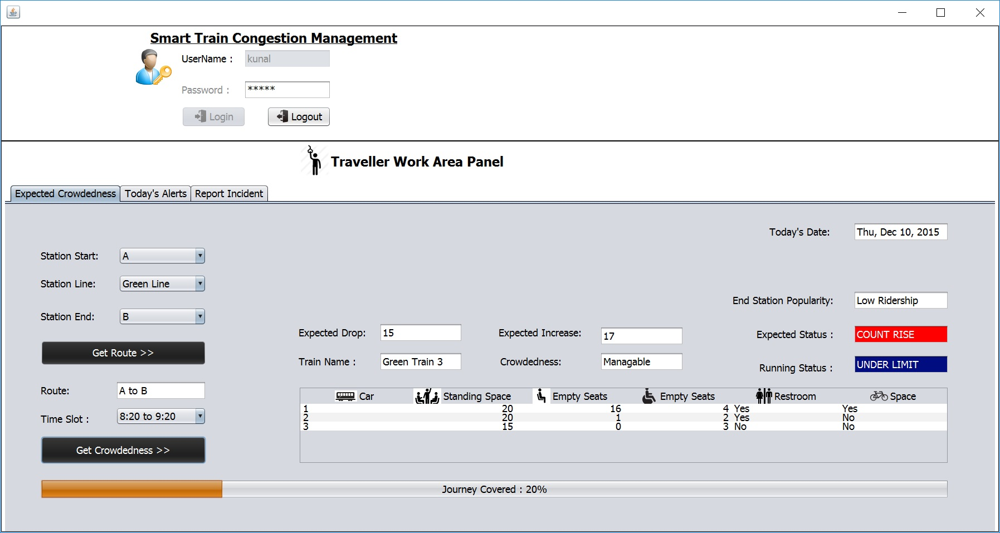 Smart Train Congestion Management
UserName : kunal
Password : *****
Login Logout
Traveller Work Area Panel
Expected Crowdedness Today's Alerts Report Incident
Today's Date: Thu, Dec 10, 2015
Station Start: A
Station Line: Green Line
End Station Popularity: Low Ridership
Station End: B
Expected Drop: 15 Expected Increase: 17 Expected Status : COUNT RISE
Get Route >>
Train Name : Green Train 3 Crowdedness: Managable Running Status : UNDER LIMIT
Route: A to B
Car Standing Space Empty Seats Empty Seats Restroom Space
1 20 16 4 Yes Yes
2 20 1 2 Yes No
3 15 0 3 No No
Time Slot : 8:20 to 9:20
Get Crowdedness >>
Journey Covered : 20%